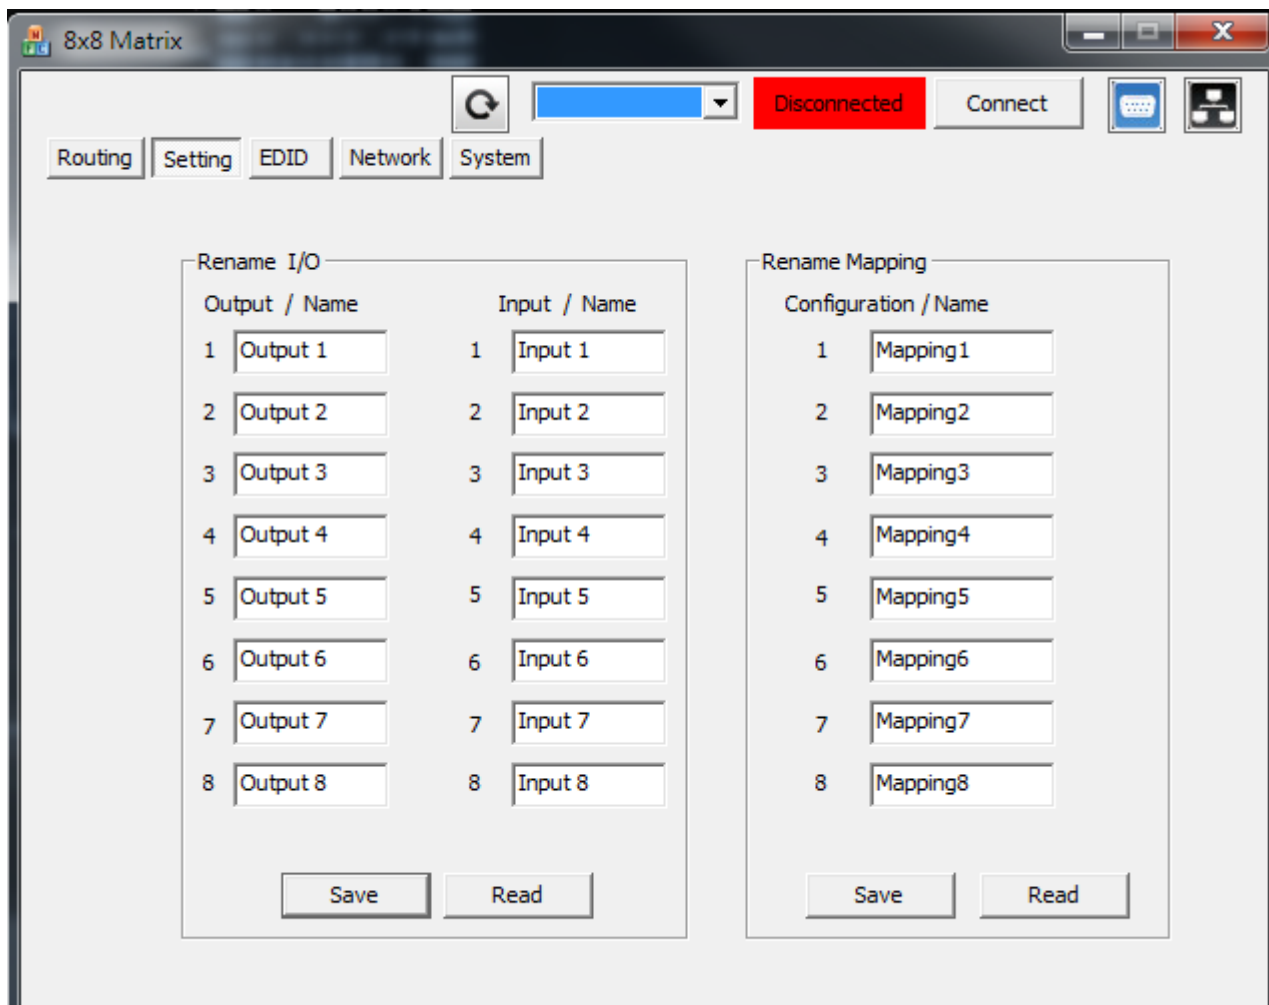 8x8 Matrix
Disconnected Connect
Routing Setting EDID Network System
Rename I/O Rename Mapping
Output / Name Input / Name Configuration / Name
1 Output 1 1 Input 1 1 Mapping1
2 Output 2 2 Input 2 2 Mapping2
3 Output 3 3 Input 3 3 Mapping3
4 Output 4 4 Input 4 4 Mapping4
5 Output 5 5 Input 5 5 Mapping5
6 Output 6 6 Input 6 6 Mapping6
7 Output 7 7 Input 7 7 Mapping7
8 Output 8 8 Input 8 8 Mapping8
Save Read Save Read